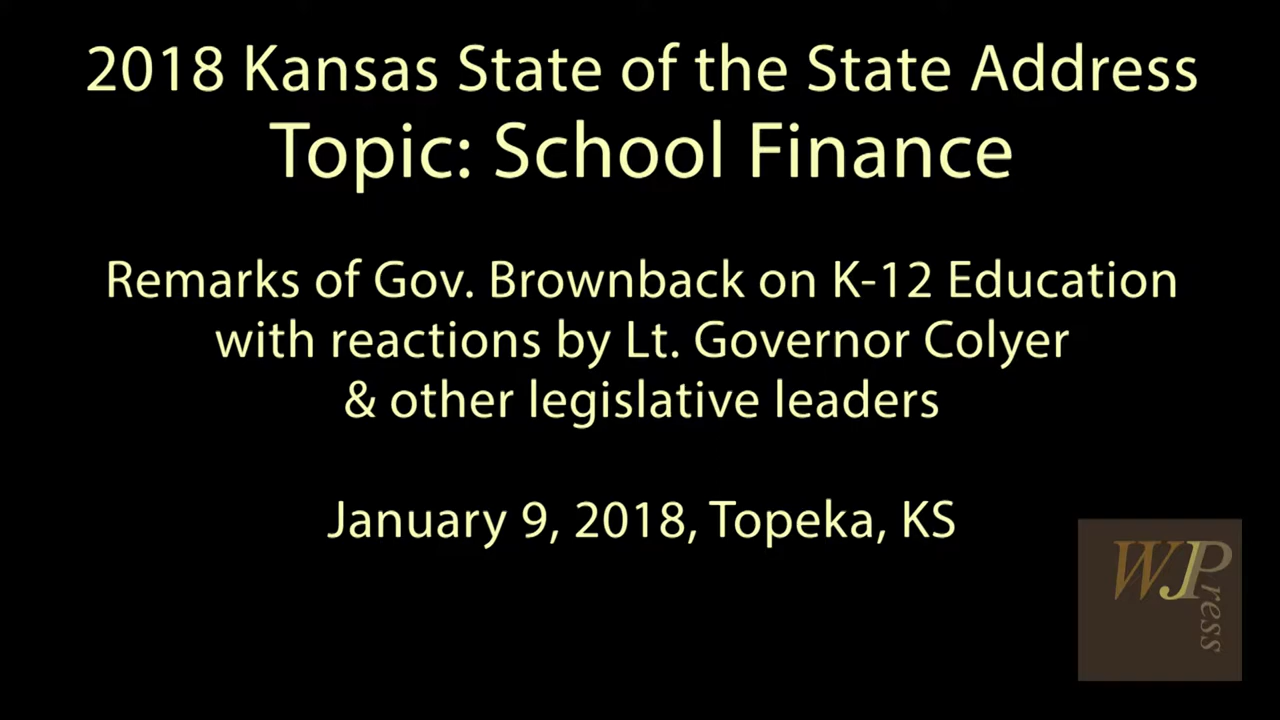 2018 Kansas State of the State Address
Topic: School Finance
Remarks of Gov. Brownback on K-12 Education
with reactions by Lt. Governor Colyer
& other legislative leaders
January 9, 2018, Topeka, KS
WJPress